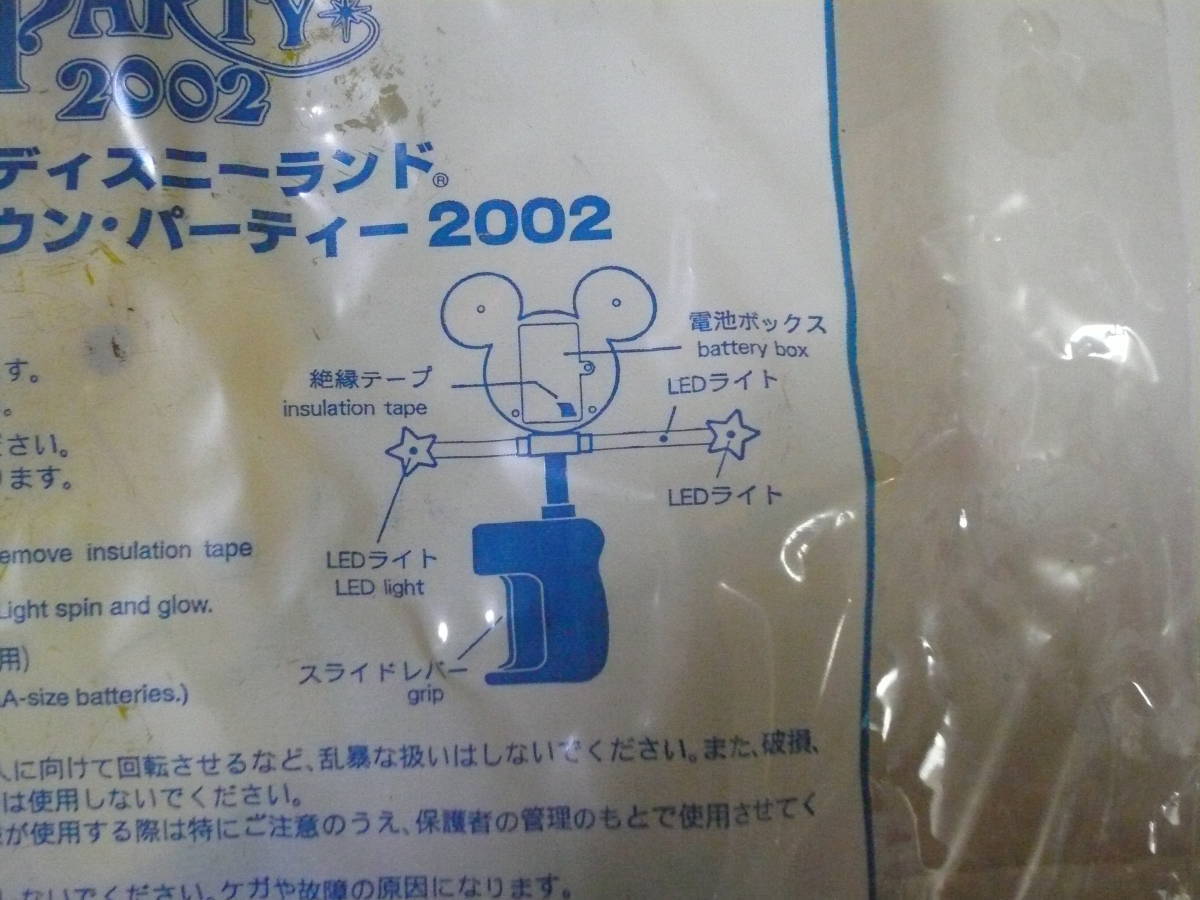 PARTY
2002
ディスニーランド®
ウン・パーティー 2002
電池ボックス
battery box
絶縁テープ
insulation tape
LEDライト
LEDライト
LEDライト
LED light
スライドレバー
grip
す。
。
ださい。
ります。
emove insulation tape
Light spin and glow.
用)
A-size batteries.)
人に向けて回転させるなど、乱暴な扱いはしないでください。また、破損、
は使用しないでください。
が使用する際は特にご注意のうえ、保護者の管理のもとで使用させてく
しないでください。ケガや故障の原因になります。